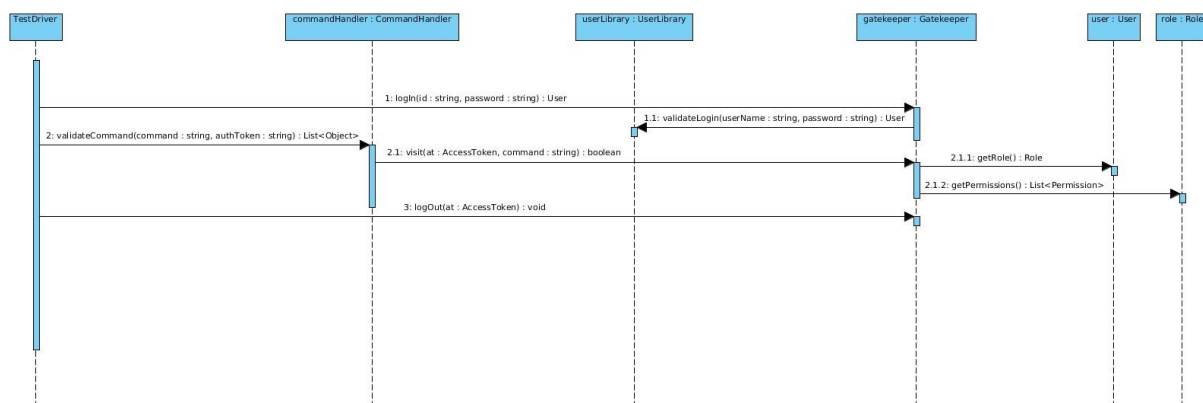 TestDriver
commandHandler : CommandHandler
userLibrary : UserLibrary
gatekeeper : Gatekeeper
user : User
role : Role
1: logIn(id : string, password : string) : User
1.1: validateLogin(userName : string, password : string) : User
2: validateCommand(command : string, authToken : string) : List<Object>
2.1: visit(at : AccessToken, command : string) : boolean
2.1.1: getRole() : Role
2.1.2: getPermissions() : List<Permission>
3: logOut(at : AccessToken) : void